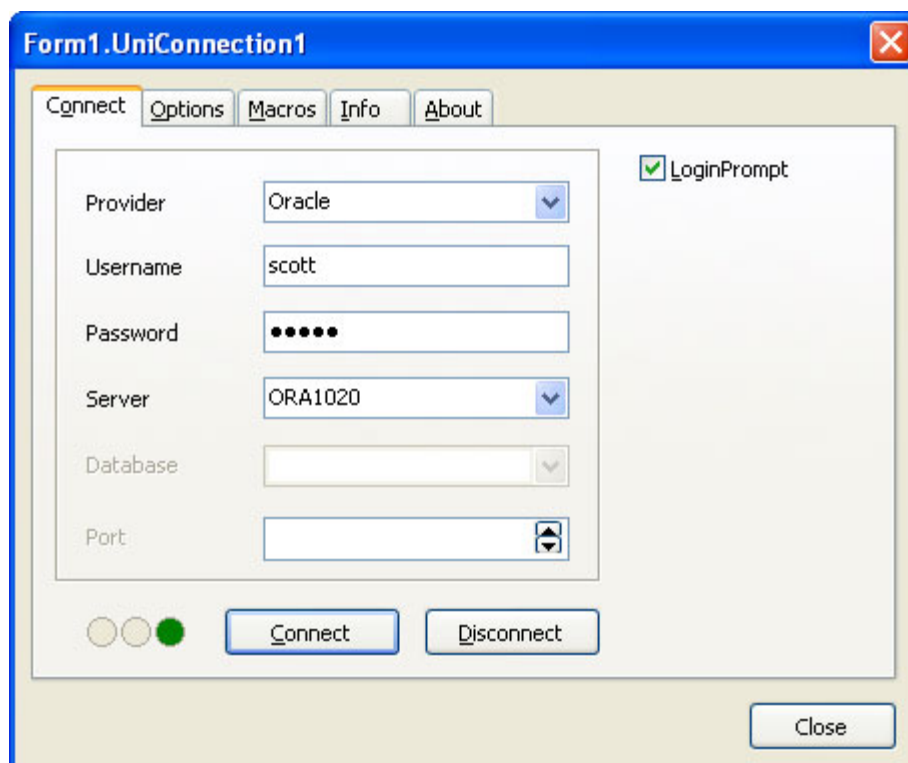 Form1.UniConnection1
Connect Options Macros Info About
LoginPrompt
Provider Oracle
Username scott
Password •••••
Server ORA1020
Database
Port
Connect Disconnect
Close